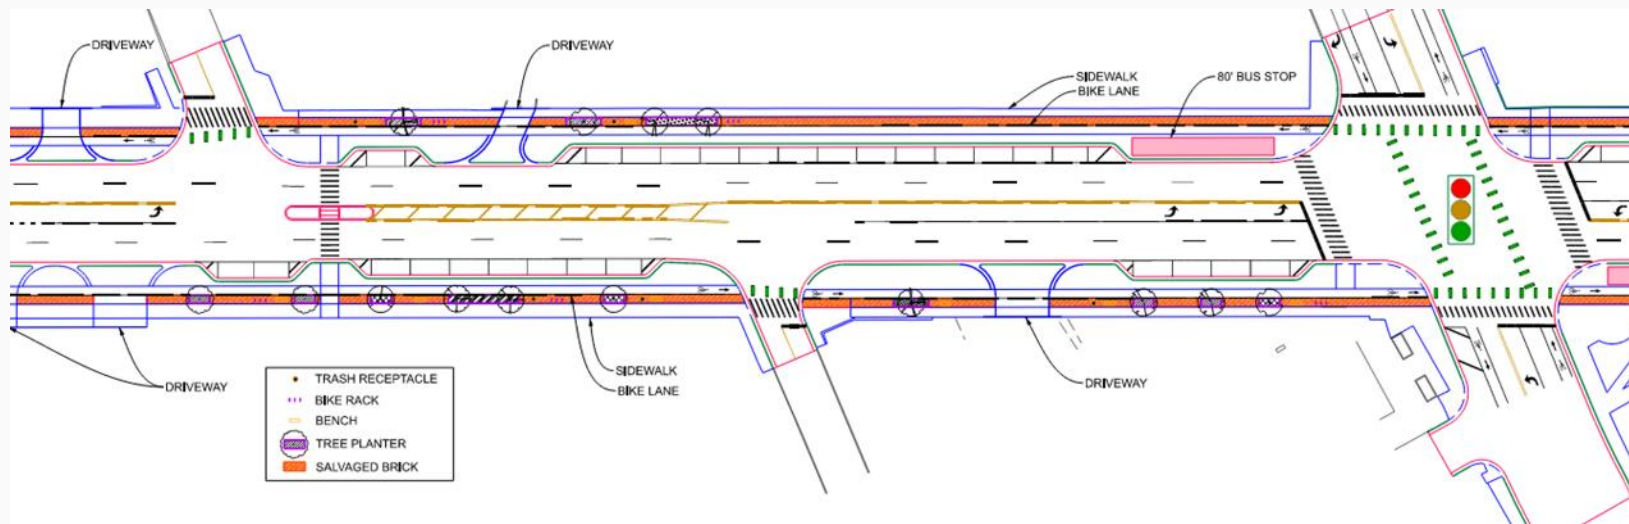 DRIVEWAY
DRIVEWAY
SIDEWALK
BIKE LANE
80' BUS STOP
SIDEWALK
BIKE LANE
DRIVEWAY
DRIVEWAY
TRASH RECEPTACLE
BIKE RACK
BENCH
TREE PLANTER
SALVAGED BRICK